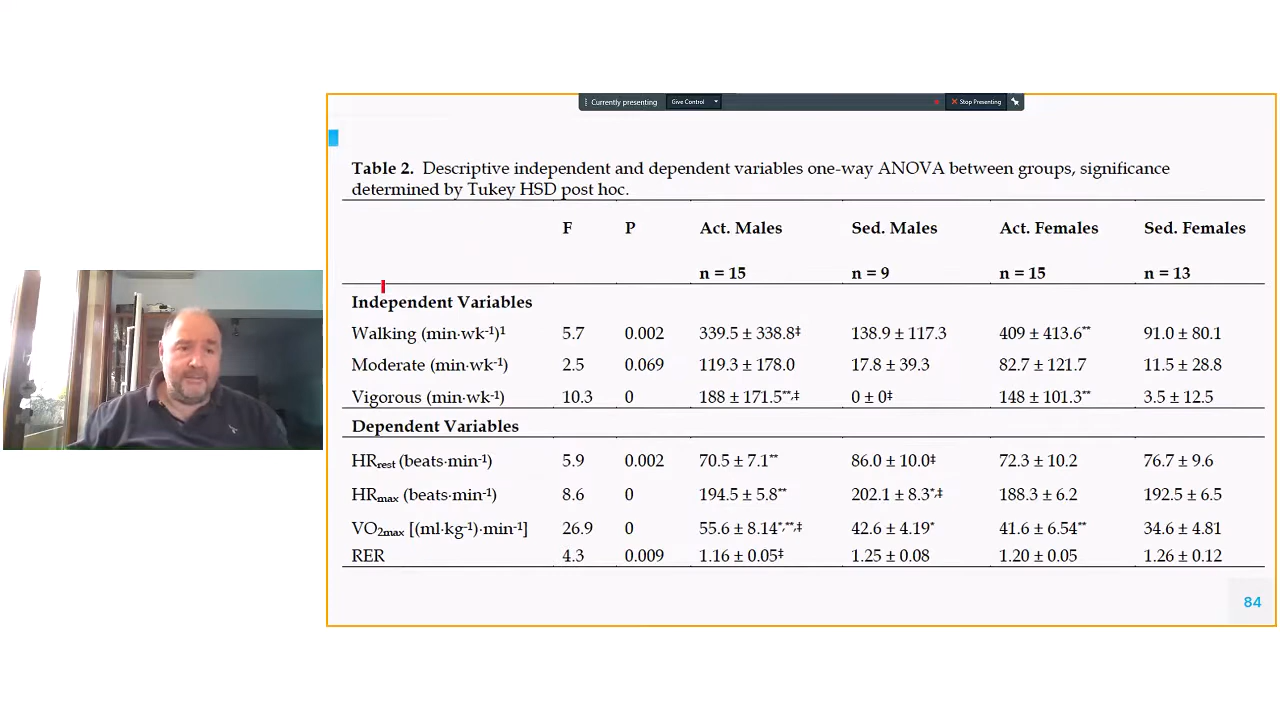 Currently presenting Give Control Stop Presenting
Table 2. Descriptive independent and dependent variables one-way ANOVA between groups, significance
determined by Tukey HSD post hoc.
F P Act. Males Sed. Males Act. Females Sed. Females
n = 15 n = 9 n = 15 n = 13
Independent Variables
Walking (min·wk⁻¹)¹ 5.7 0.002 339.5 ± 338.8‡ 138.9 ± 117.3 409 ± 413.6** 91.0 ± 80.1
Moderate (min·wk⁻¹) 2.5 0.069 119.3 ± 178.0 17.8 ± 39.3 82.7 ± 121.7 11.5 ± 28.8
Vigorous (min·wk⁻¹) 10.3 0 188 ± 171.5**,‡ 0 ± 0‡ 148 ± 101.3** 3.5 ± 12.5
Dependent Variables
HRrest (beats·min⁻¹) 5.9 0.002 70.5 ± 7.1** 86.0 ± 10.0‡ 72.3 ± 10.2 76.7 ± 9.6
HRmax (beats·min⁻¹) 8.6 0 194.5 ± 5.8** 202.1 ± 8.3*,‡ 188.3 ± 6.2 192.5 ± 6.5
VO₂max [(ml·kg⁻¹)·min⁻¹] 26.9 0 55.6 ± 8.14*,**,‡ 42.6 ± 4.19* 41.6 ± 6.54** 34.6 ± 4.81
RER 4.3 0.009 1.16 ± 0.05‡ 1.25 ± 0.08 1.20 ± 0.05 1.26 ± 0.12
84